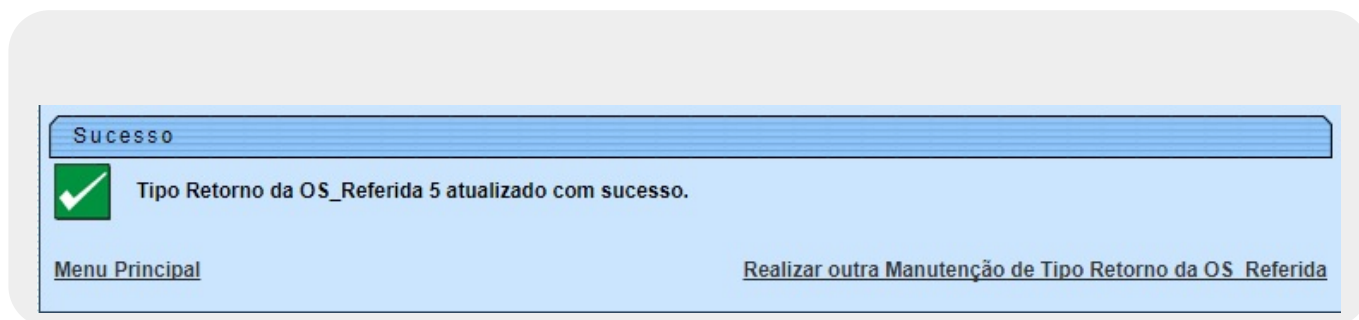 Sucesso
Tipo Retorno da OS_Referida 5 atualizado com sucesso.
Menu Principal
Realizar outra Manutenção de Tipo Retorno da OS_Referida